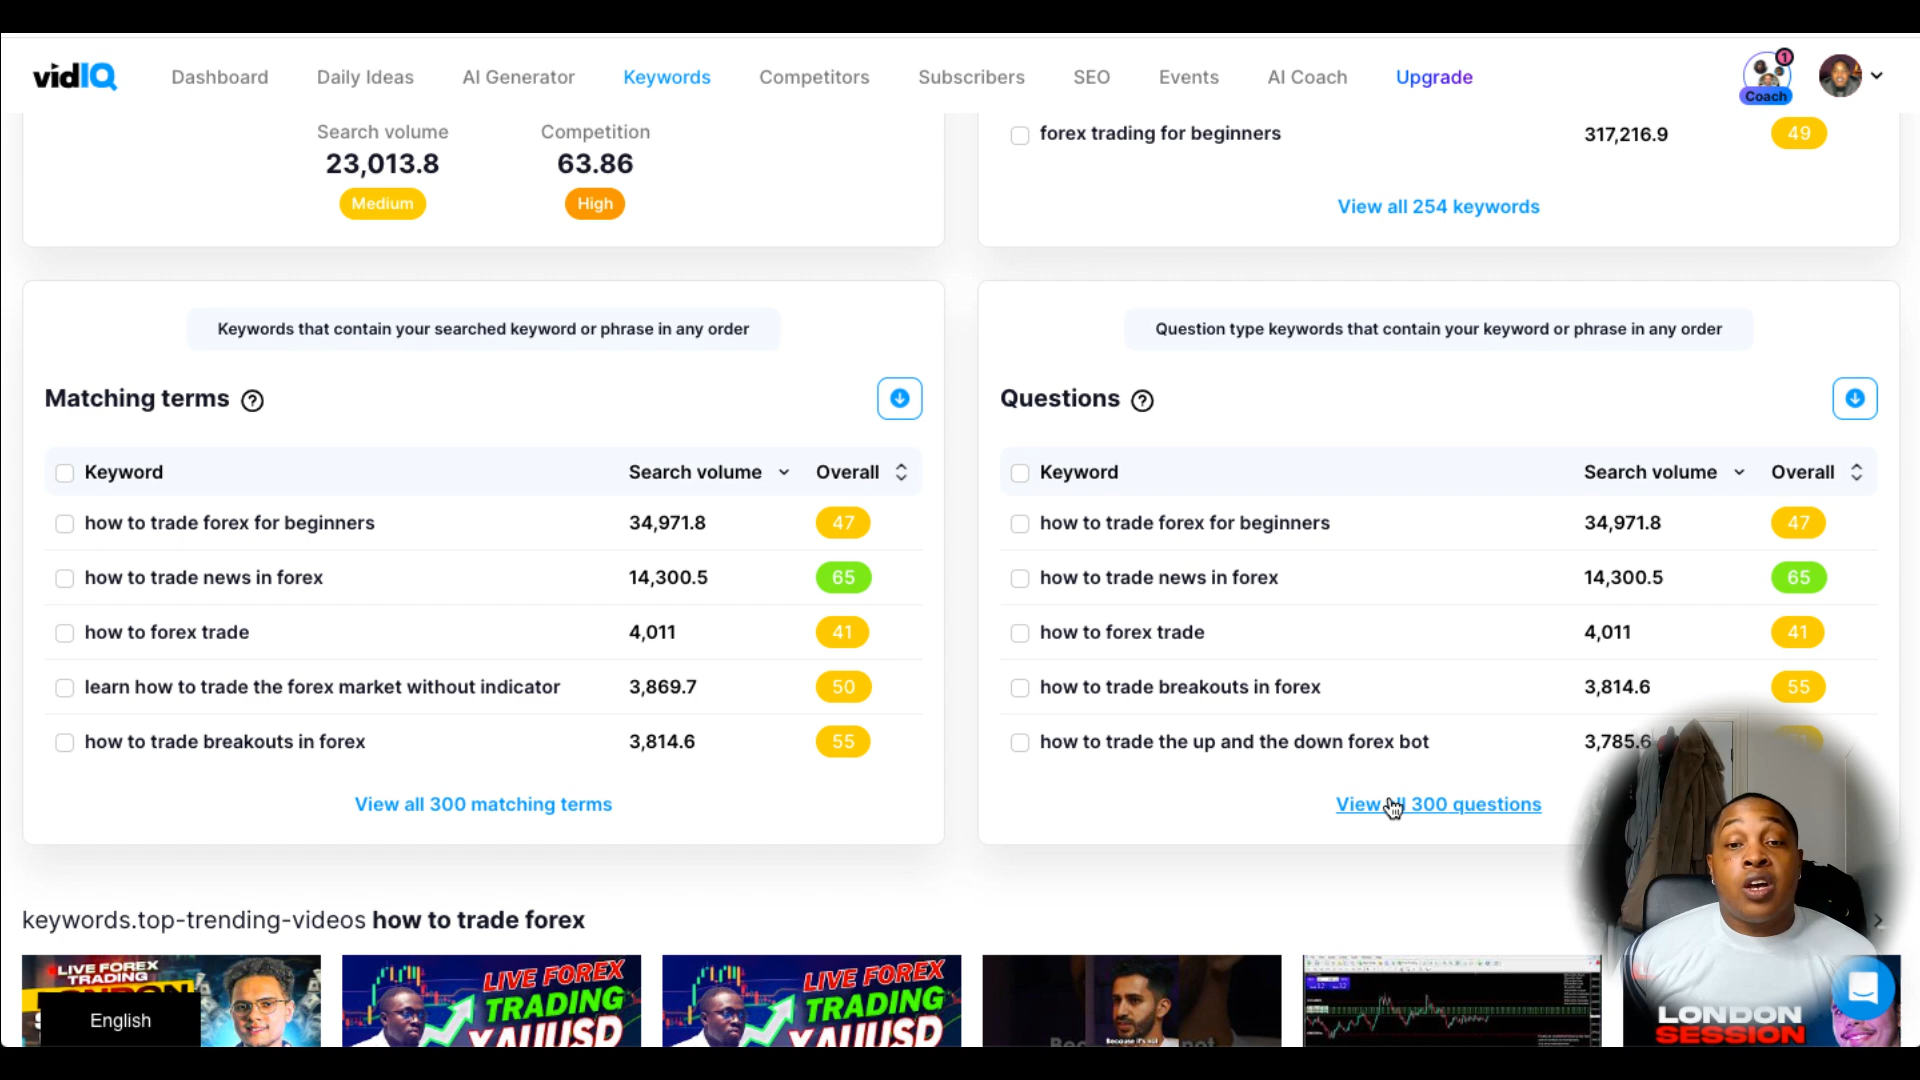 vidIQ
Dashboard
Daily Ideas
AI Generator
Keywords
Competitors
Subscribers
SEO
Events
AI Coach
Upgrade
1
Coach
Search volume
23,013.8
Medium
Competition
63.86
High
forex trading for beginners 317,216.9 49
View all 254 keywords
Keywords that contain your searched keyword or phrase in any order
Matching terms ?
Keyword Search volume Overall
how to trade forex for beginners 34,971.8 47
how to trade news in forex 14,300.5 65
how to forex trade 4,011 41
learn how to trade the forex market without indicator 3,869.7 50
how to trade breakouts in forex 3,814.6 55
View all 300 matching terms
Question type keywords that contain your keyword or phrase in any order
Questions ?
Keyword Search volume Overall
how to trade forex for beginners 34,971.8 47
how to trade news in forex 14,300.5 65
how to forex trade 4,011 41
how to trade breakouts in forex 3,814.6 55
how to trade the up and the down forex bot 3,785.6
View all 300 questions
keywords.top-trending-videos how to trade forex
LIVE FOREX
TRADING
LONDON
English
LIVE FOREX
TRADING
XAUUSD
LIVE FOREX
TRADING
XAUUSD
Because it's not
not
LONDON
SESSION